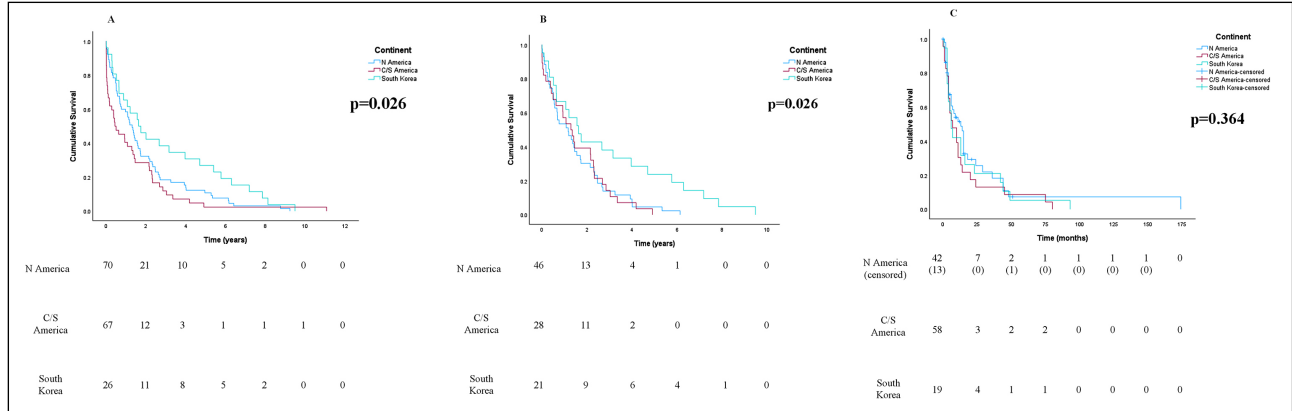 A
Continent
N America
C/S America
South Korea
p=0.026
Cumulative Survival
1.0
0.8
0.6
0.4
0.2
0.0
0 2 4 6 8 10 12
Time (years)
N America 70 21 10 5 2 0 0
C/S
America 67 12 3 1 1 1 0
South
Korea 26 11 8 5 2 0 0
B
Continent
N America
C/S America
South Korea
p=0.026
Cumulative Survival
1.0
0.8
0.6
0.4
0.2
0.0
0 2 4 6 8 10
Time (years)
N America 46 13 4 1 0 0
C/S
America 28 11 2 0 0 0
South
Korea 21 9 6 4 1 0
C
Continent
N America
C/S America
South Korea
N America-censored
C/S America-censored
South Korea-censored
p=0.364
Cumulative Survival
1.0
0.8
0.6
0.4
0.2
0.0
0 25 50 75 100 125 150 175
Time (months)
N America 42 7 2 1 1 1 1 0
(censored) (13) (0) (1) (0) (0) (0) (0)
C/S
America 58 3 2 2 0 0 0 0
South
Korea 19 4 1 1 0 0 0 0